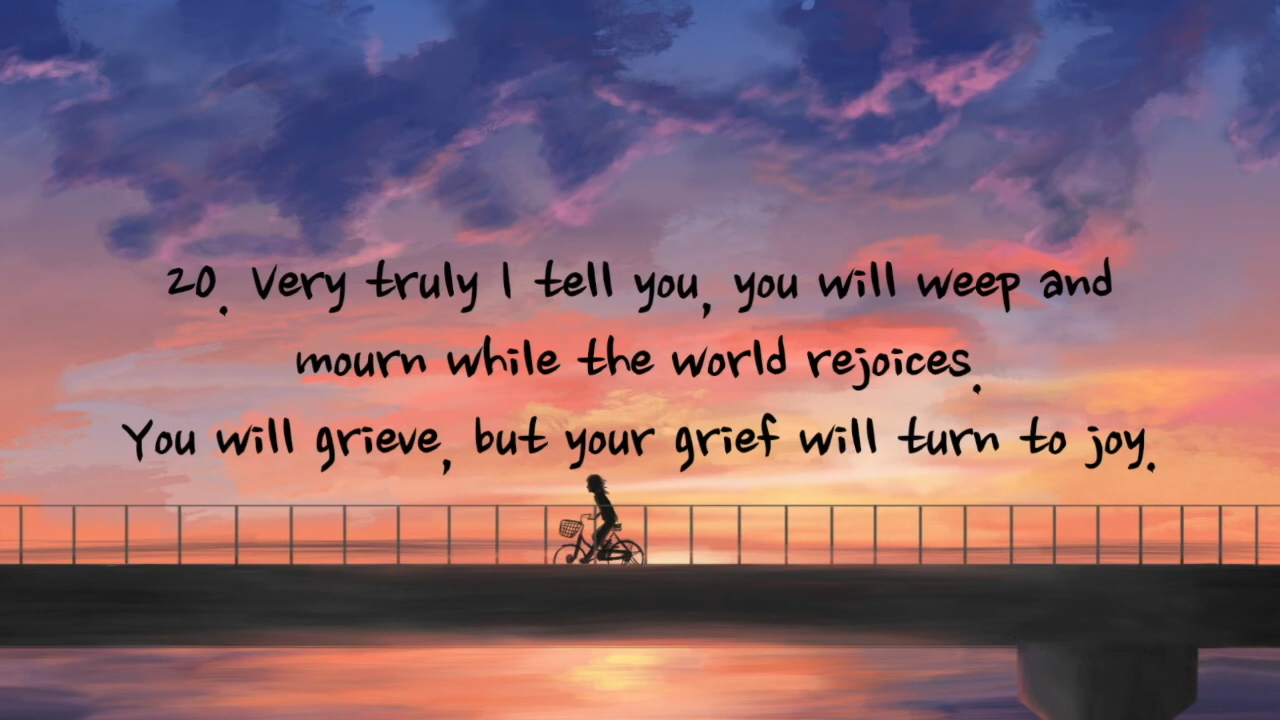 20. Very truly I tell you, you will weep and
mourn while the world rejoices.
You will grieve, but your grief will turn to joy.